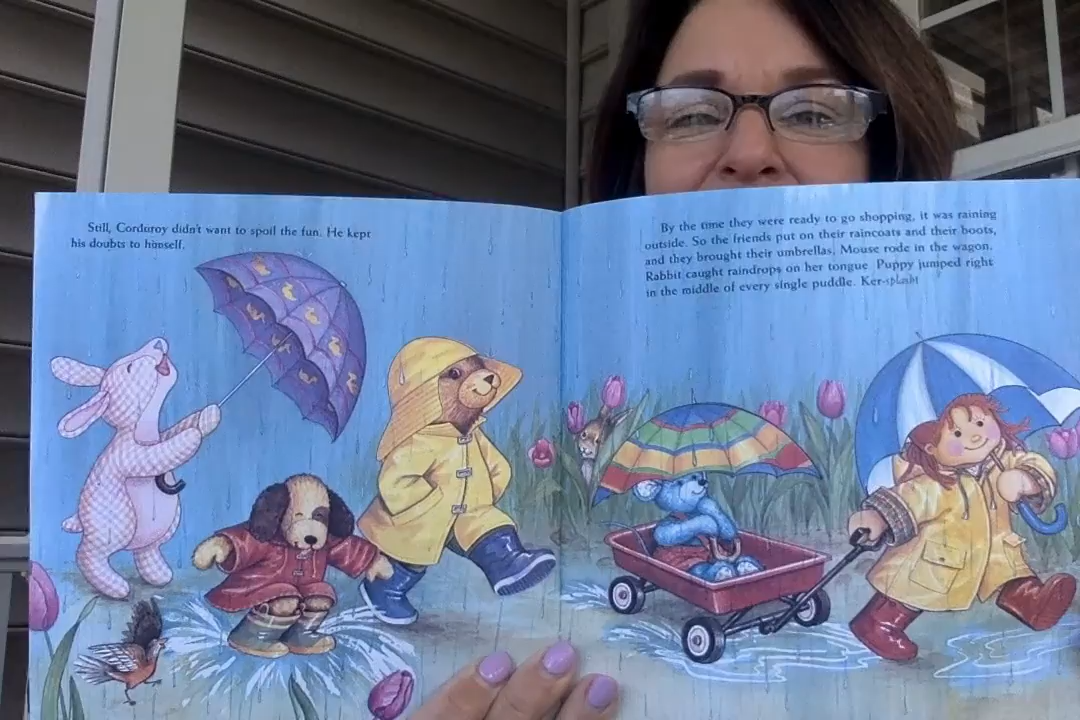 Still, Corduroy didn't want to spoil the fun. He kept
his doubts to himself.
By the time they were ready to go shopping, it was raining
outside. So the friends put on their raincoats and their boots,
and they brought their umbrellas. Mouse rode in the wagon.
Rabbit caught raindrops on her tongue. Puppy jumped right
in the middle of every single puddle. Ker-splash!